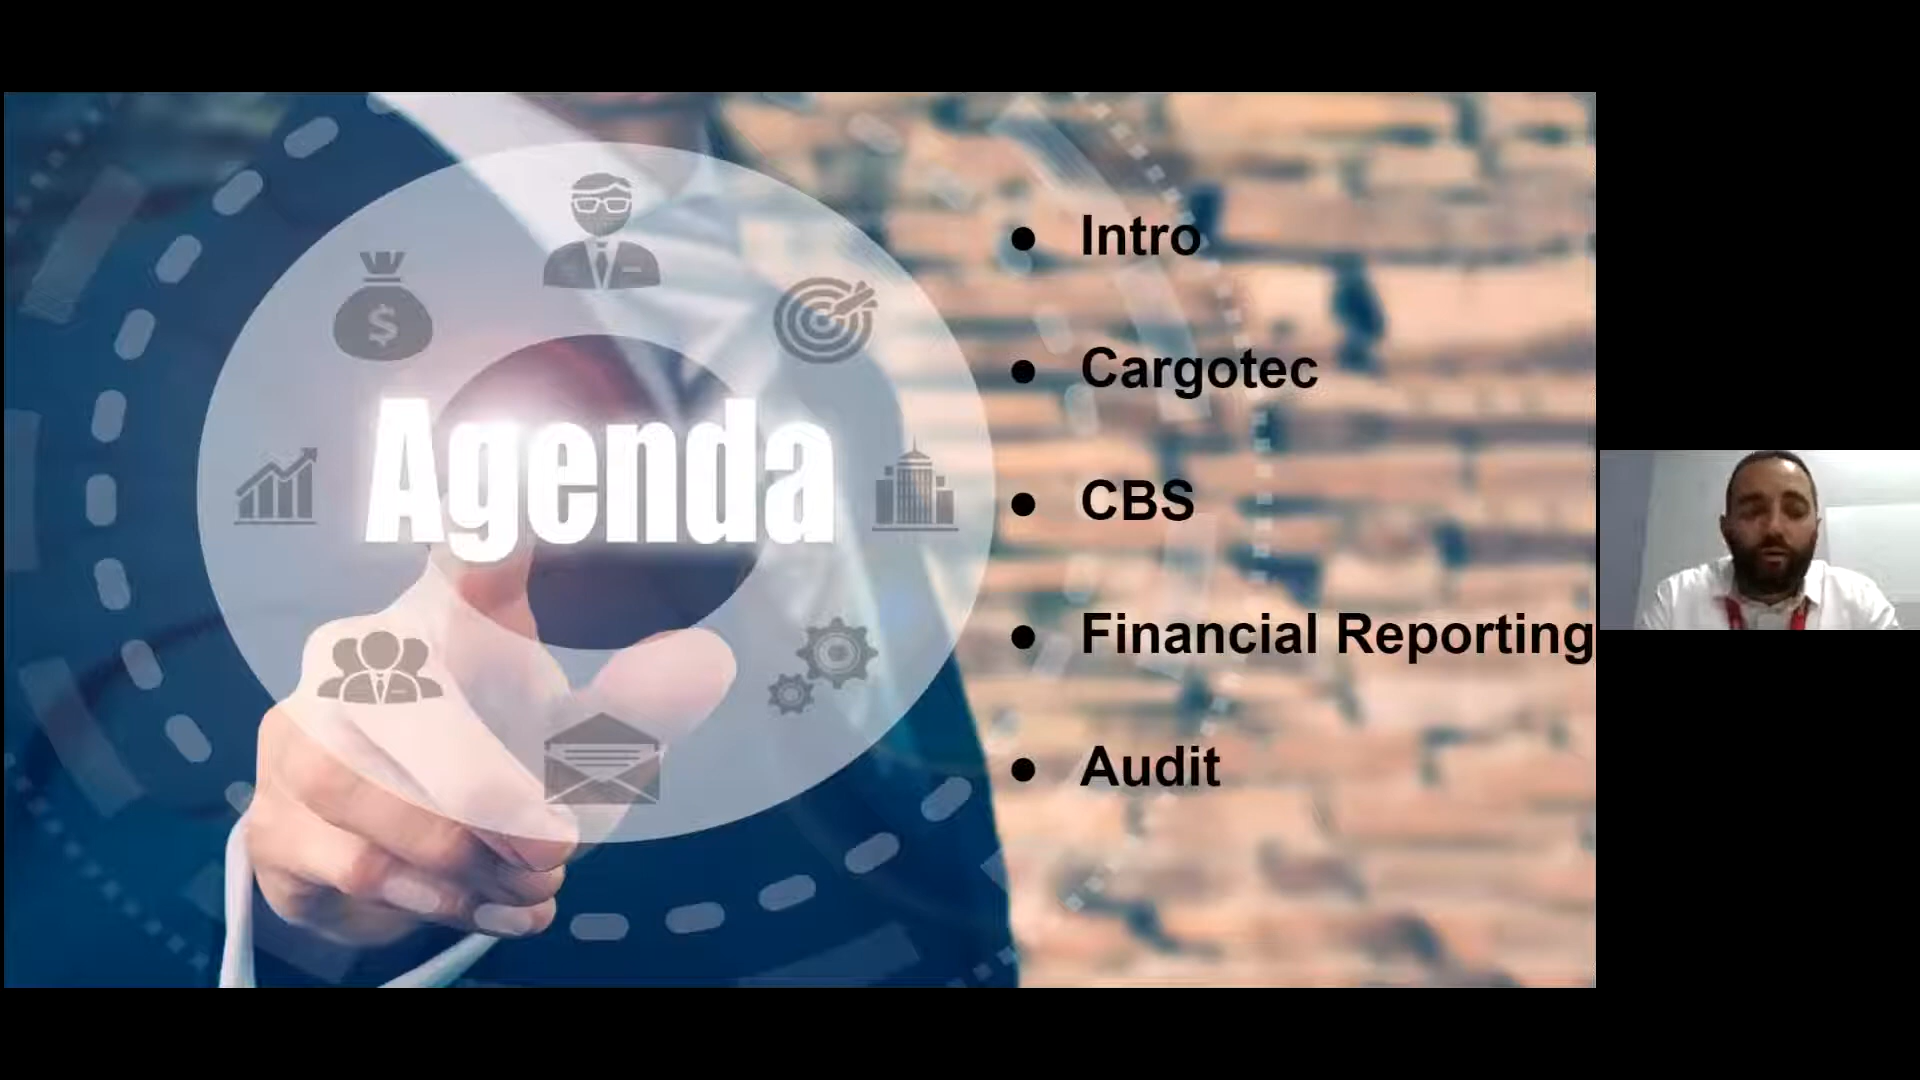 Agenda
● Intro
● Cargotec
● CBS
● Financial Reporting
● Audit
$